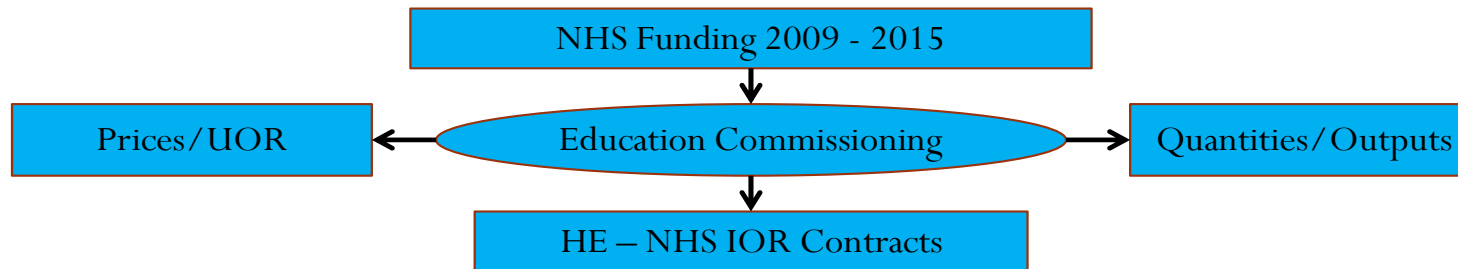 NHS Funding 2009 - 2015
Prices/UOR
Education Commissioning
Quantities/Outputs
HE – NHS IOR Contracts